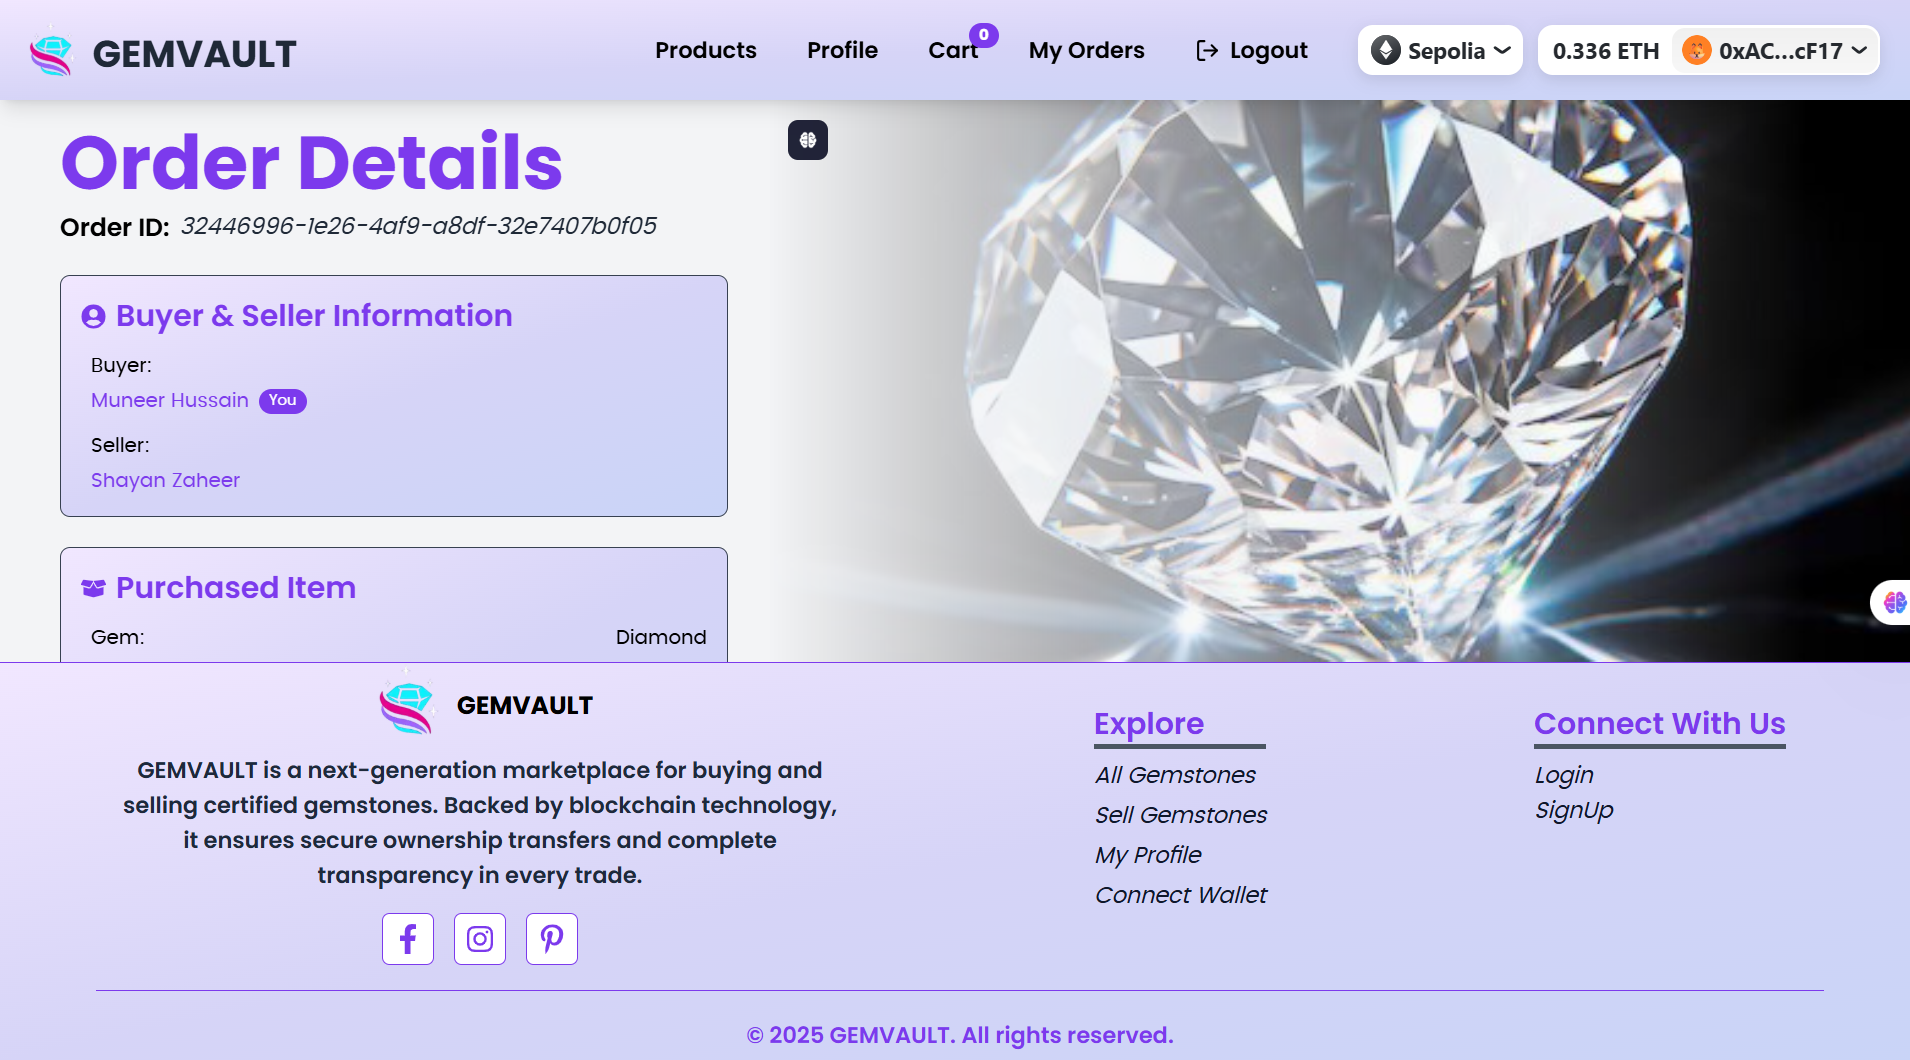 GEMVAULT
Products
Profile
Cart
0
My Orders
Logout
Sepolia
0.336 ETH
0xAC...cF17
Order Details
Order ID: 32446996-1e26-4af9-a8df-32e7407b0f05
Buyer & Seller Information
Buyer:
Muneer Hussain You
Seller:
Shayan Zaheer
Purchased Item
Gem: Diamond
GEMVAULT
GEMVAULT is a next-generation marketplace for buying and
selling certified gemstones. Backed by blockchain technology,
it ensures secure ownership transfers and complete
transparency in every trade.
Explore
All Gemstones
Sell Gemstones
My Profile
Connect Wallet
Connect With Us
Login
SignUp
© 2025 GEMVAULT. All rights reserved.